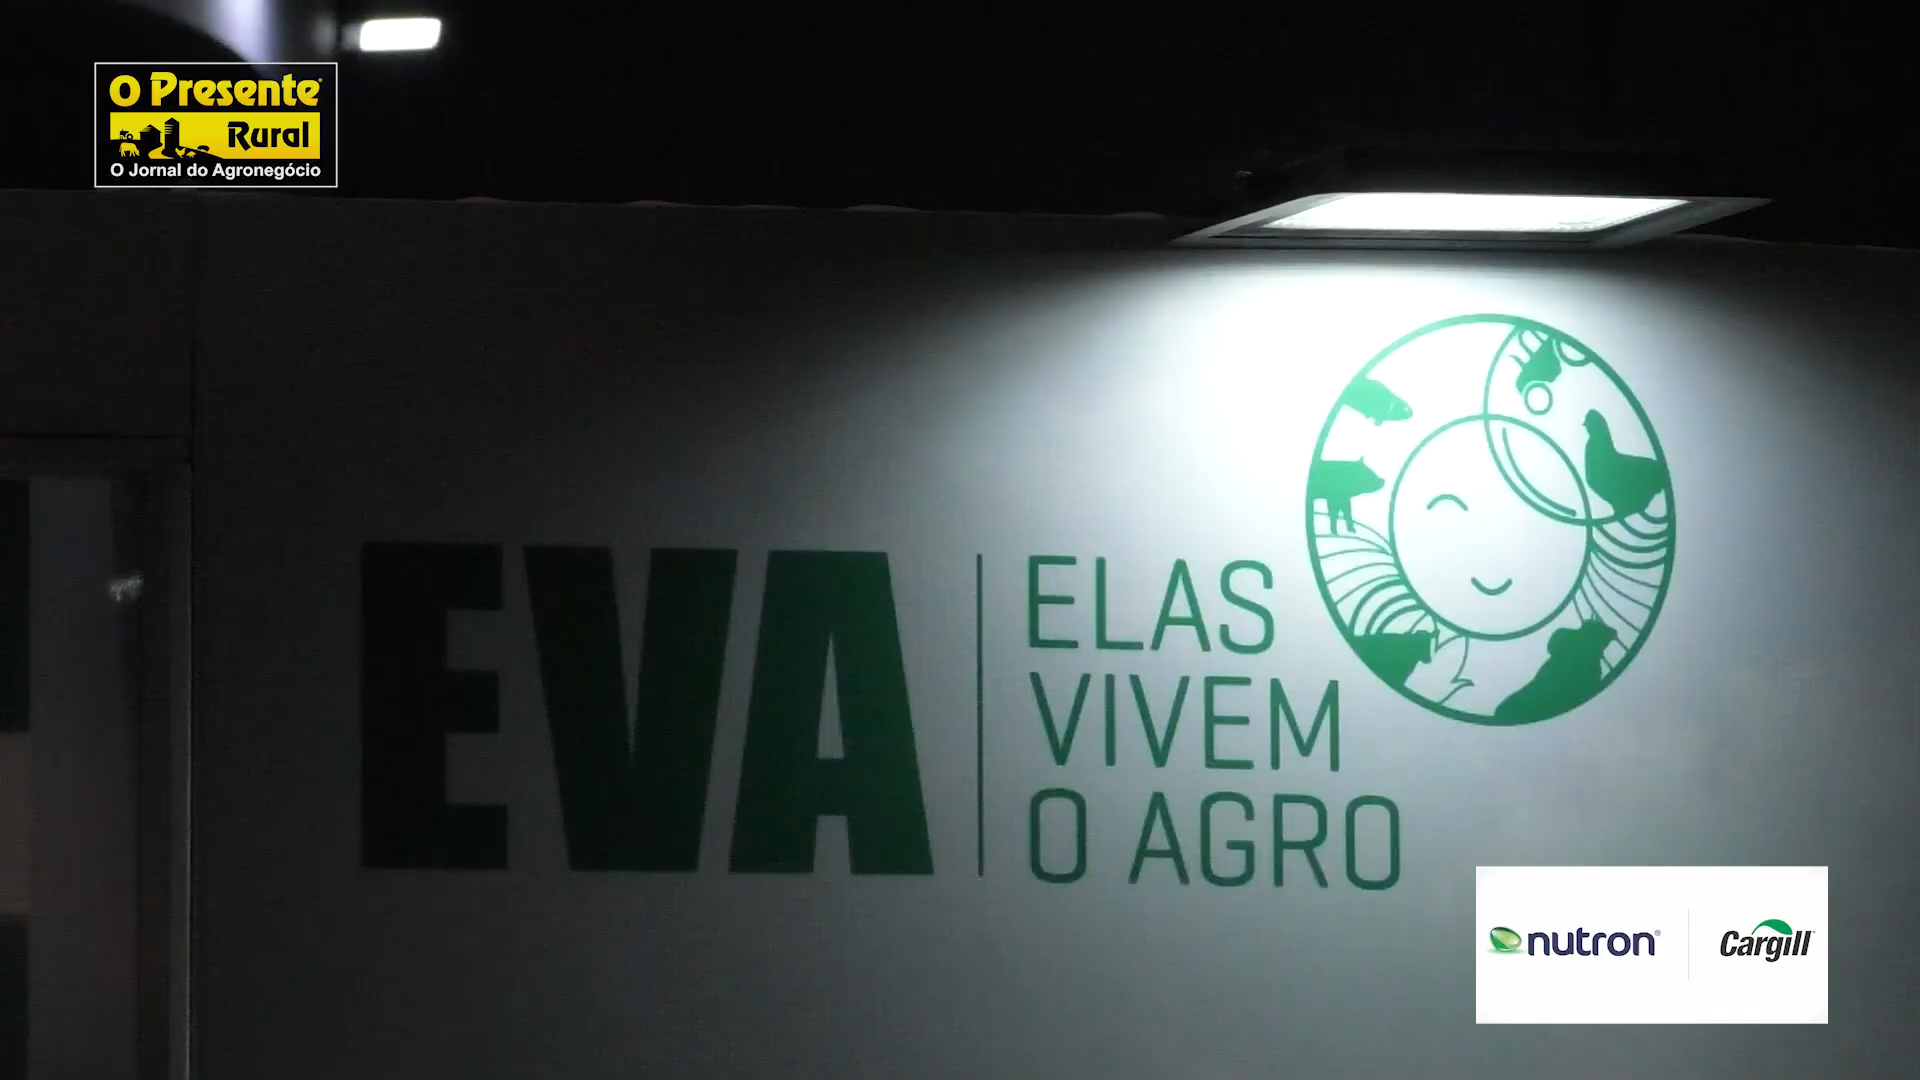 O Presente
Rural
O Jornal do Agronegócio
EVA
ELAS
VIVEM
O AGRO
nutron®
Cargill